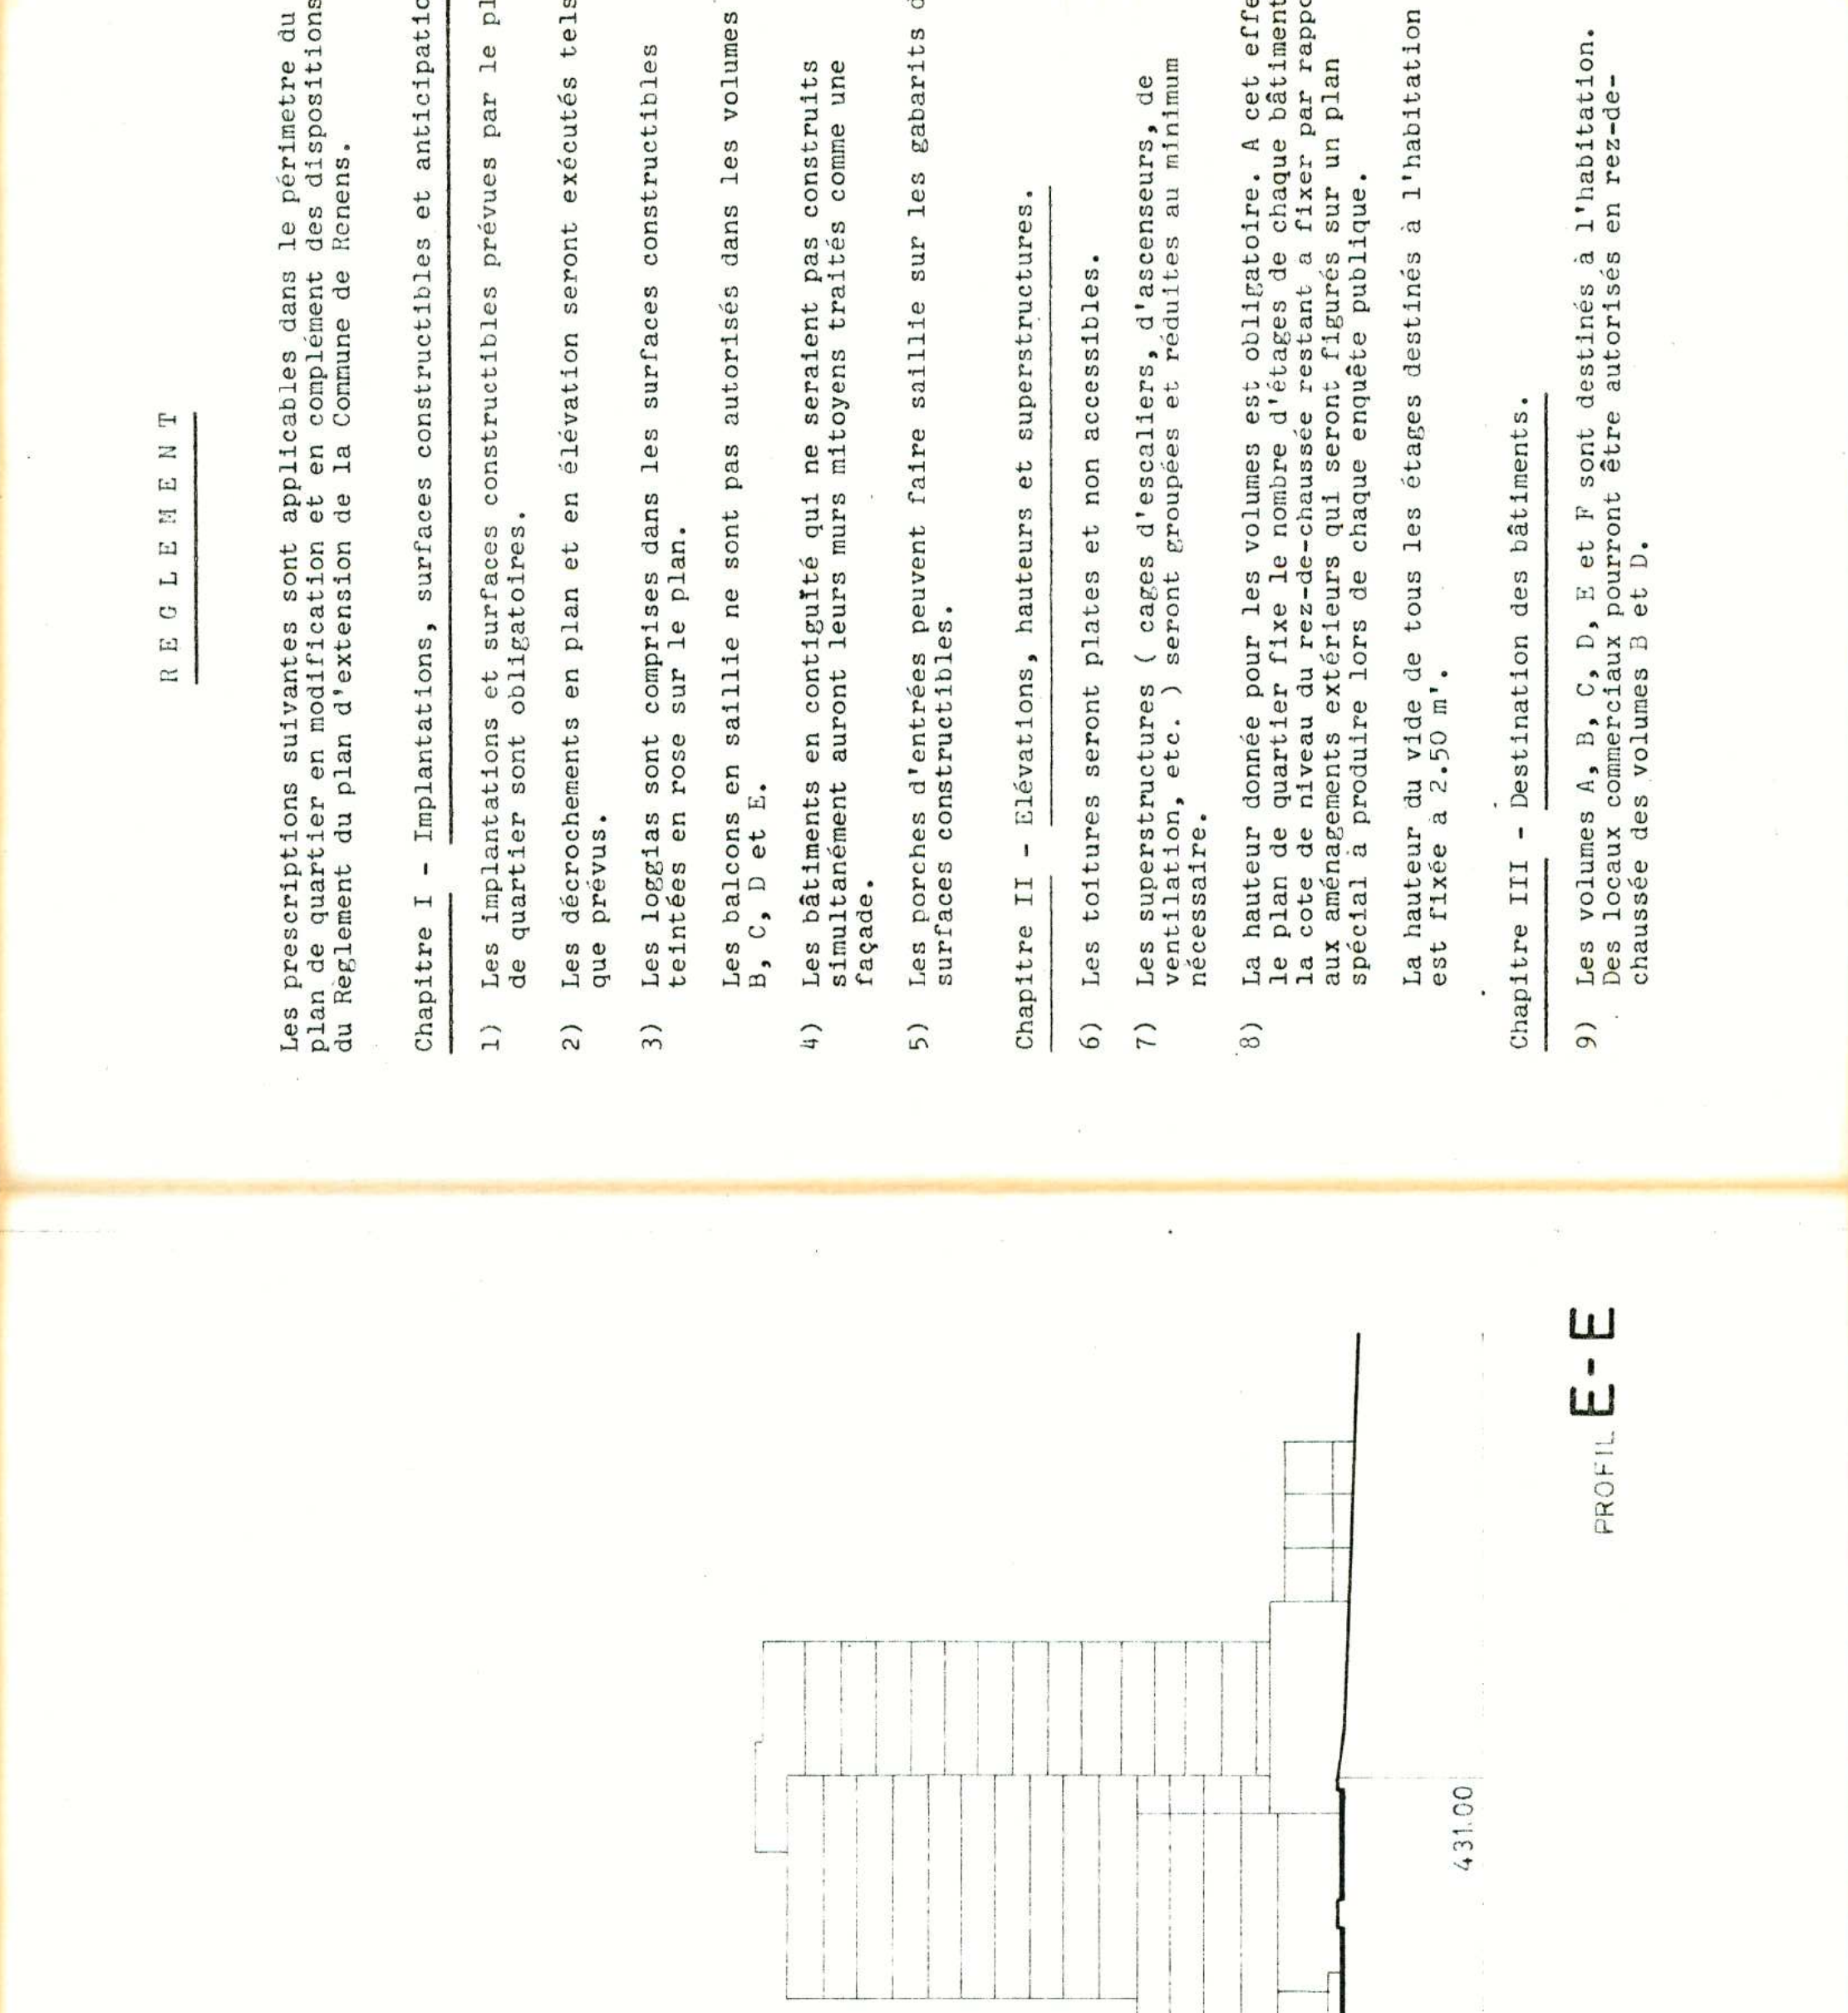 R E G L E M E N T
Les prescriptions suivantes sont applicables dans le périmetre du
plan de quartier en modification et en complément des dispositions
du Règlement du plan d'extension de la Commune de Renens.
Chapitre I - Implantations, surfaces constructibles et anticipatio
1) Les implantations et surfaces constructibles prévues par le pl
de quartier sont obligatoires.
2) Les décrochements en plan et en élévation seront exécutés tels
que prévus.
3) Les loggias sont comprises dans les surfaces constructibles
teintées en rose sur le plan.
Les balcons en saillie ne sont pas autorisés dans les volumes
B, C, D et E.
4) Les bâtiments en contiguïté qui ne seraient pas construits
simultanément auront leurs murs mitoyens traités comme une
façade.
5) Les porches d'entrées peuvent faire saillie sur les gabarits d
surfaces constructibles.
Chapitre II - Elévations, hauteurs et superstructures.
6) Les toitures seront plates et non accessibles.
7) Les superstructures ( cages d'escaliers, d'ascenseurs, de
ventilation, etc. ) seront groupées et réduites au minimum
nécessaire.
8) La hauteur donnée pour les volumes est obligatoire. A cet effe
le plan de quartier fixe le nombre d'étages de chaque bâtiment
la cote de niveau du rez-de-chaussée restant à fixer par rappo
aux aménagements extérieurs qui seront figurés sur un plan
spécial à produire lors de chaque enquête publique.
La hauteur du vide de tous les étages destinés à l'habitation
est fixée à 2.50 m'.
Chapitre III - Destination des bâtiments.
9) Les volumes A, B, C, D, E et F sont destinés à l'habitation.
Des locaux commerciaux pourront être autorisés en rez-de-
chaussée des volumes B et D.
431.00
PROFIL E-E